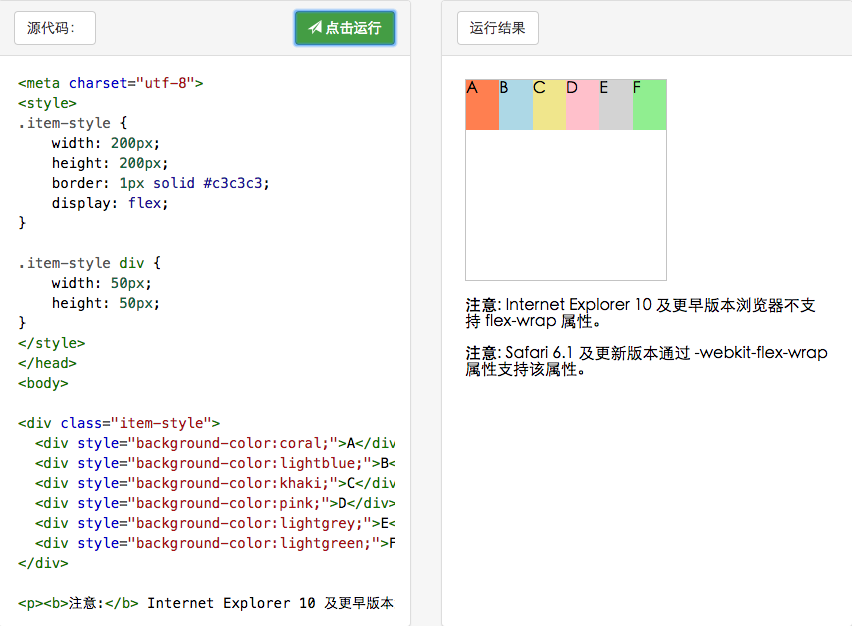 源代码：
点击运行
<meta charset="utf-8">
<style>
.item-style {
    width: 200px;
    height: 200px;
    border: 1px solid #c3c3c3;
    display: flex;
}
.item-style div {
    width: 50px;
    height: 50px;
}
</style>
</head>
<body>
<div class="item-style">
  <div style="background-color:coral;">A</div
  <div style="background-color:lightblue;">B<
  <div style="background-color:khaki;">C</div
  <div style="background-color:pink;">D</div>
  <div style="background-color:lightgrey;">E<
  <div style="background-color:lightgreen;">F
</div>
<p><b>注意:</b> Internet Explorer 10 及更早版本
运行结果
A B C D E F
注意: Internet Explorer 10 及更早版本浏览器不支
持 flex-wrap 属性。
注意: Safari 6.1 及更新版本通过 -webkit-flex-wrap
属性支持该属性。